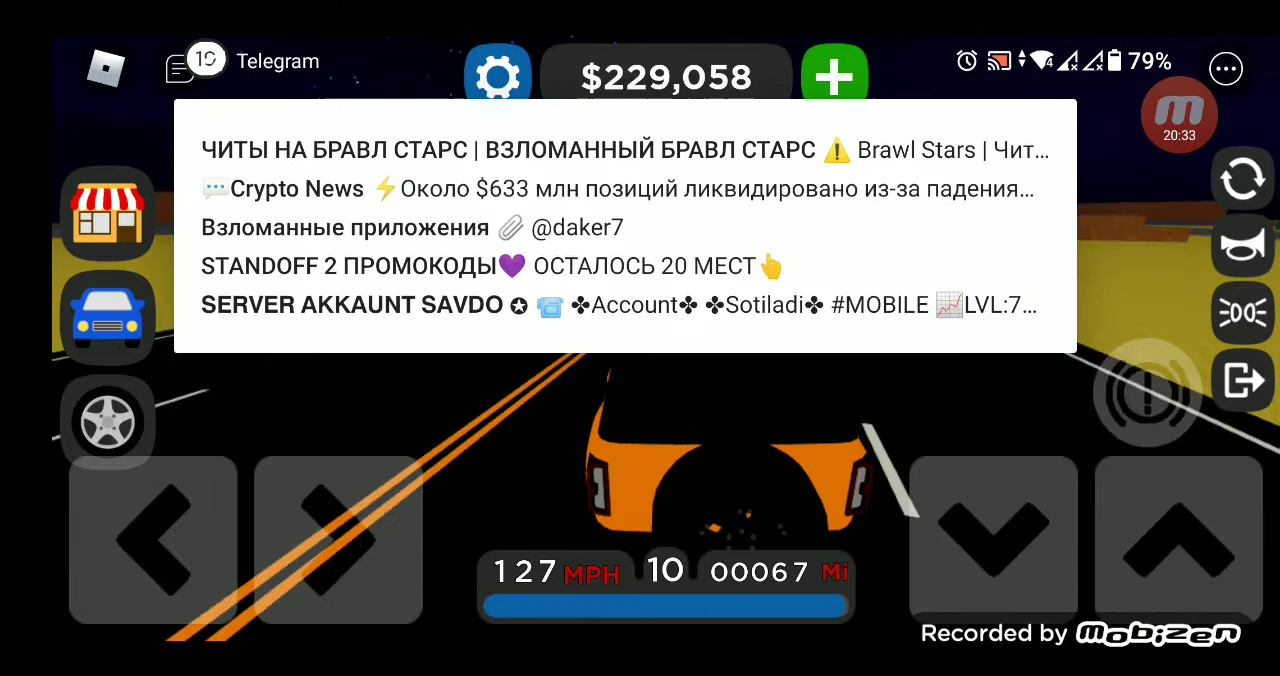 19 Telegram
$229,058
79%
20:33
ЧИТЫ НА БРАВЛ СТАРС | ВЗЛОМАННЫЙ БРАВЛ СТАРС ⚠️ Brawl Stars | Чит...
💬Crypto News ⚡Около $633 млн позиций ликвидировано из-за падения...
Взломанные приложения 📎 @daker7
STANDOFF 2 ПРОМОКОДЫ💜 ОСТАЛОСЬ 20 МЕСТ👆
SERVER AKKAUNT SAVDO ✪ 📹 ✤Account✤ ✤Sotiladi✤ #MOBILE 📈LVL:7...
127 MPH 10 00067 Mi
Recorded by mobizen